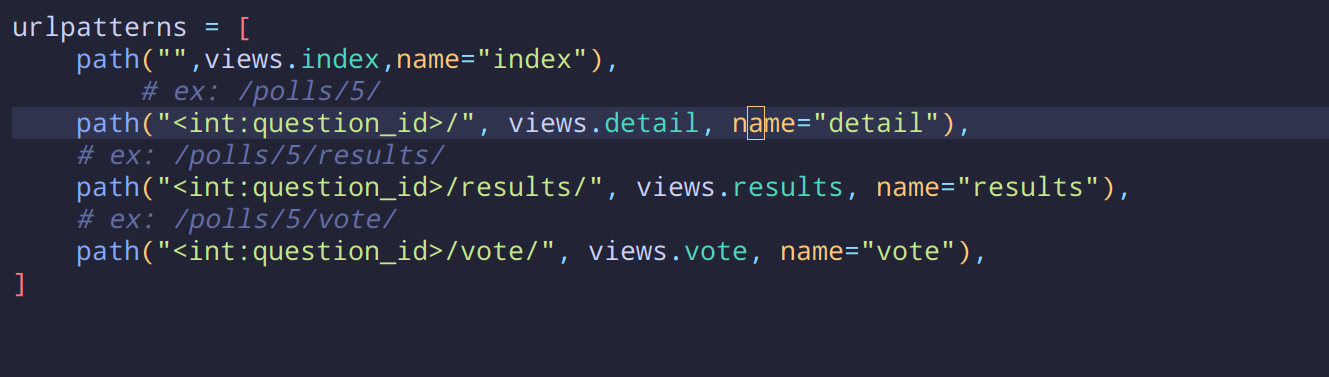 urlpatterns = [
    path("",views.index,name="index"),
        # ex: /polls/5/
    path("<int:question_id>/", views.detail, name="detail"),
    # ex: /polls/5/results/
    path("<int:question_id>/results/", views.results, name="results"),
    # ex: /polls/5/vote/
    path("<int:question_id>/vote/", views.vote, name="vote"),
]